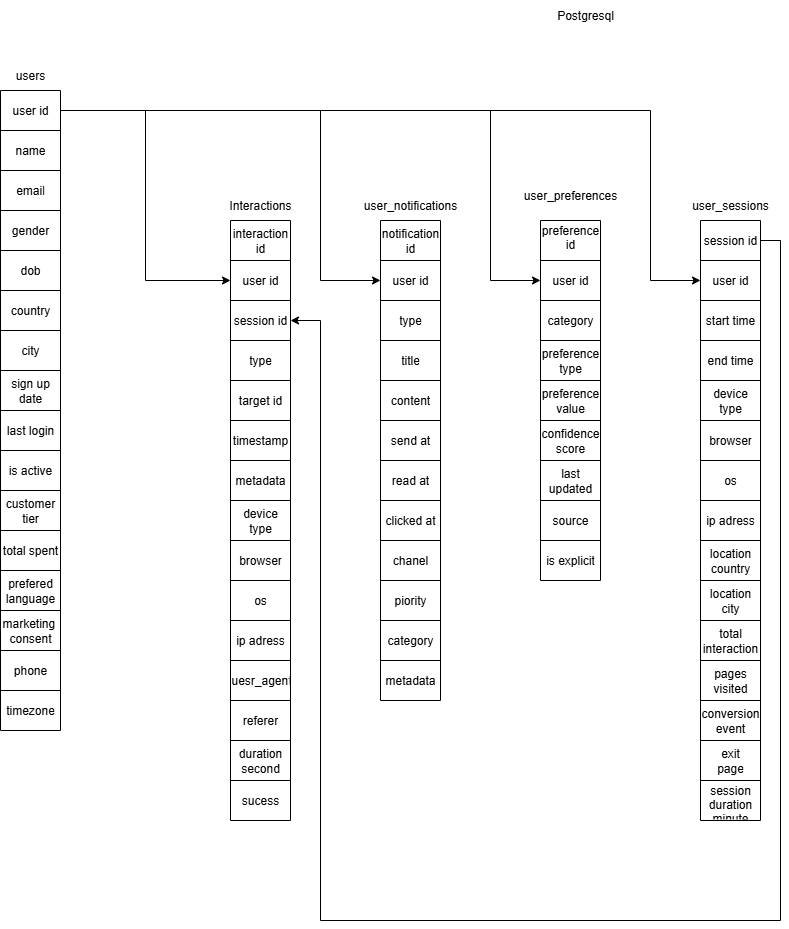 Postgresql
users
user id
name
email
gender
dob
country
city
sign up
date
last login
is active
customer
tier
total spent
prefered
language
marketing
consent
phone
timezone
Interactions
interaction
id
user id
session id
type
target id
timestamp
metadata
device
type
browser
os
ip adress
uesr_agent
referer
duration
second
sucess
user_notifications
notification
id
user id
type
title
content
send at
read at
clicked at
chanel
piority
category
metadata
user_preferences
preference
id
user id
category
preference
type
preference
value
confidence
score
last
updated
source
is explicit
user_sessions
session id
user id
start time
end time
device
type
browser
os
ip adress
location
country
location
city
total
interaction
pages
visited
conversion
event
exit
page
session
duration
minute